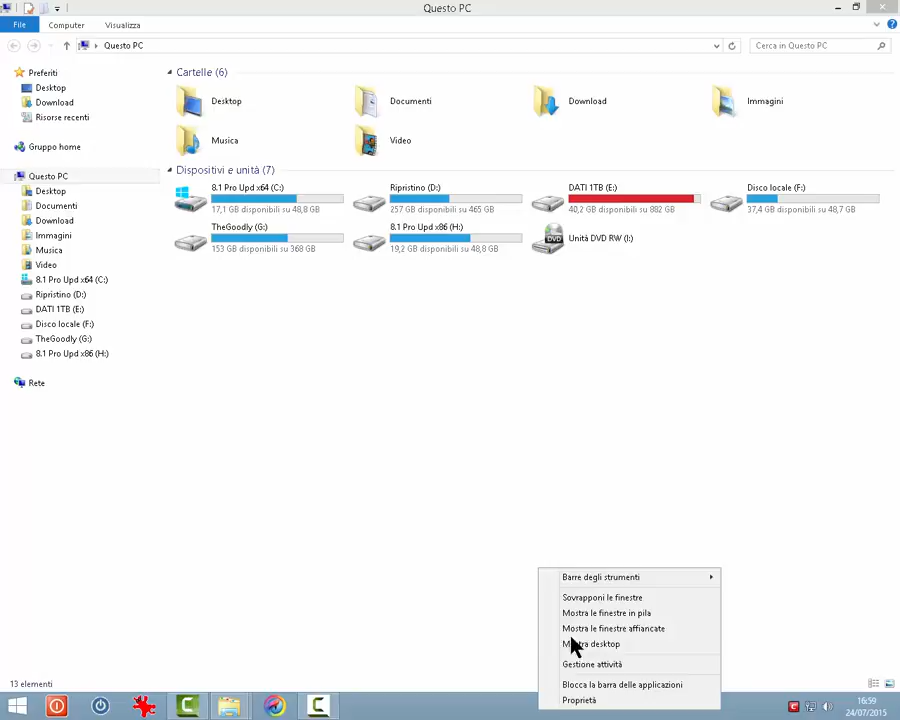 Questo PC
File
Computer
Visualizza
Questo PC
Cerca in Questo PC
Preferiti
Desktop
Download
Risorse recenti
Gruppo home
Questo PC
Desktop
Documenti
Download
Immagini
Musica
Video
8.1 Pro Upd x64 (C:)
Ripristino (D:)
DATI 1TB (E:)
Disco locale (F:)
TheGoodly (G:)
8.1 Pro Upd x86 (H:)
Rete
Cartelle (6)
Desktop
Documenti
Download
Immagini
Musica
Video
Dispositivi e unità (7)
8.1 Pro Upd x64 (C:)
17,1 GB disponibili su 48,8 GB
Ripristino (D:)
257 GB disponibili su 465 GB
DATI 1TB (E:)
40,2 GB disponibili su 882 GB
Disco locale (F:)
37,4 GB disponibili su 48,7 GB
TheGoodly (G:)
153 GB disponibili su 368 GB
8.1 Pro Upd x86 (H:)
19,2 GB disponibili su 48,8 GB
DVD
Unità DVD RW (I:)
Barre degli strumenti
Sovrapponi le finestre
Mostra le finestre in pila
Mostra le finestre affiancate
Mostra desktop
Gestione attività
Blocca la barra delle applicazioni
Proprietà
13 elementi
16:59
24/07/2015